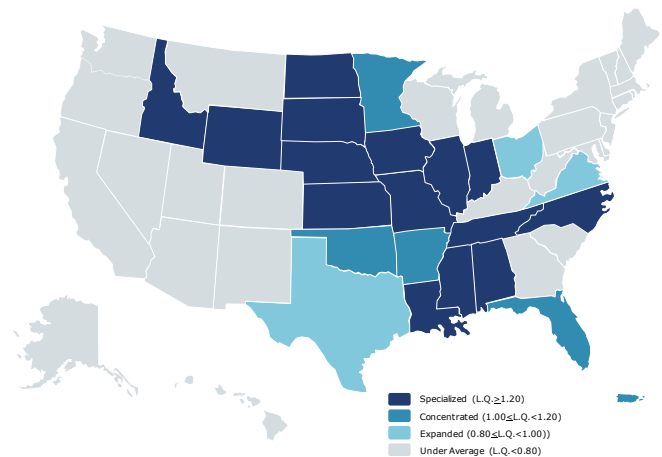 Specialized (L.Q.≥1.20)
Concentrated (1.00≤L.Q.<1.20)
Expanded (0.80≤L.Q.<1.00))
Under Average (L.Q.<0.80)